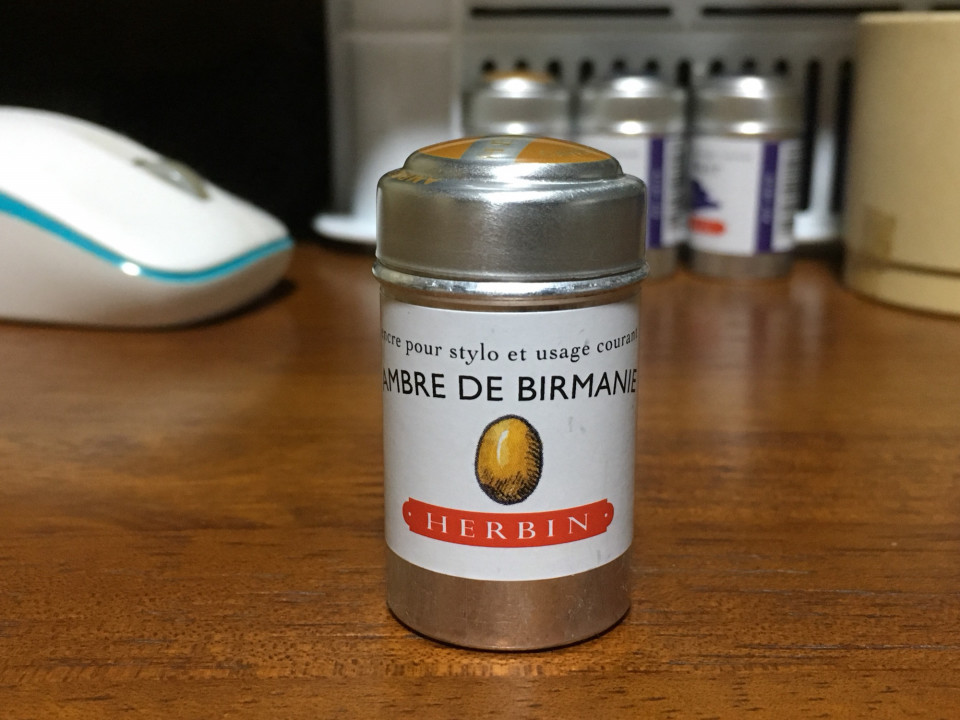 encre pour stylo et usage courant
AMBRE DE BIRMANIE
HERBIN